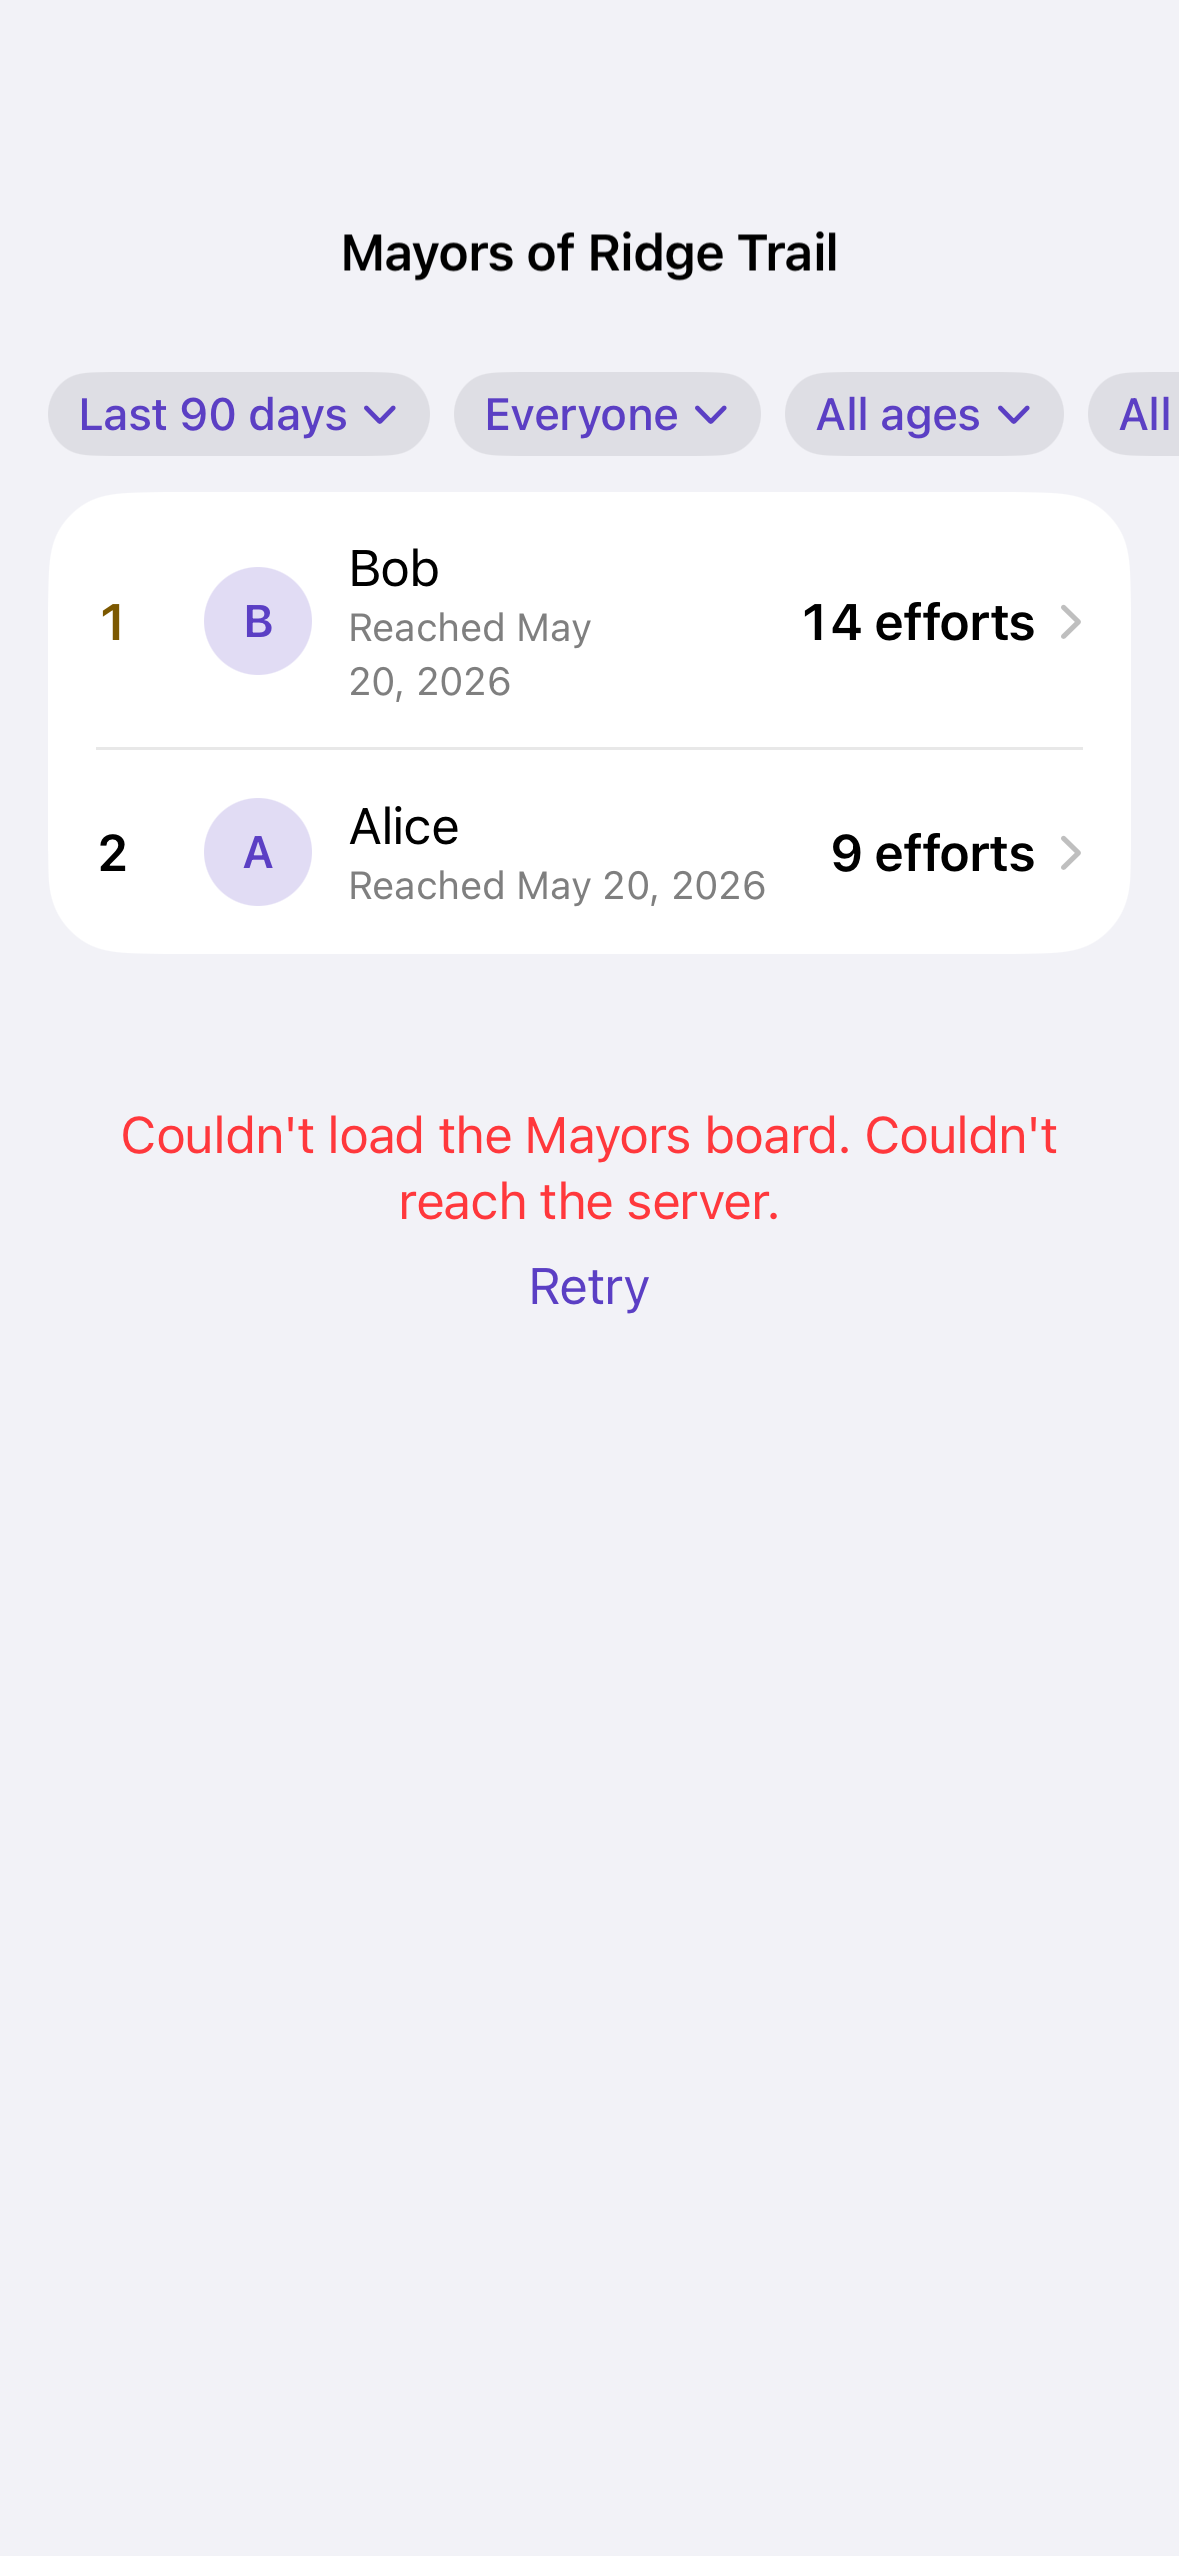 Mayors of Ridge Trail
Last 90 days
Everyone
All ages
All
1
B
Bob
Reached May
20, 2026
14 efforts
2
A
Alice
Reached May 20, 2026
9 efforts
Couldn't load the Mayors board. Couldn't
reach the server.
Retry